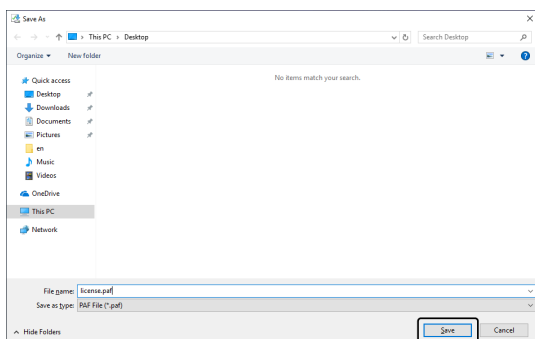 Save As
This PC › Desktop
Search Desktop
Organize
New folder
No items match your search.
Quick access
Desktop
Downloads
Documents
Pictures
en
Music
Videos
OneDrive
This PC
Network
File name: license.paf
Save as type: PAF File (*.paf)
Hide Folders
Save
Cancel